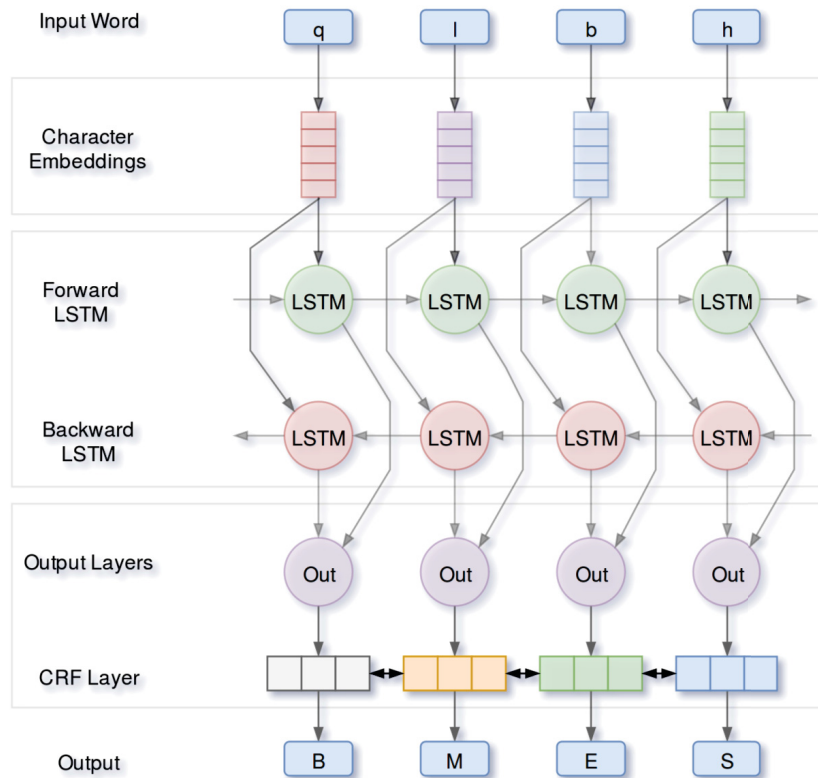 Input Word
q l b h
Character
Embeddings
Forward
LSTM
LSTM LSTM LSTM LSTM
Backward
LSTM
LSTM LSTM LSTM LSTM
Output Layers
Out Out Out Out
CRF Layer
Output
B M E S